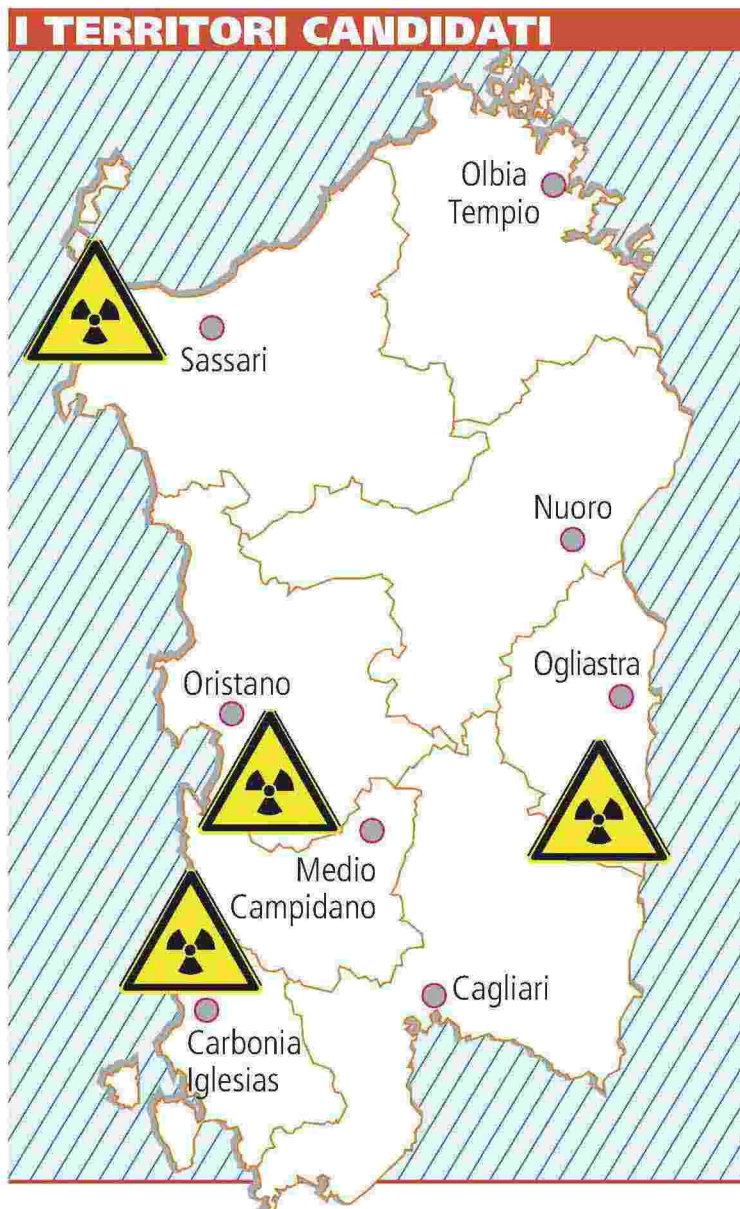 I TERRITORI CANDIDATI
Olbia
Tempio
Sassari
Nuoro
Ogliastra
Oristano
Medio
Campidano
Cagliari
Carbonia
Iglesias